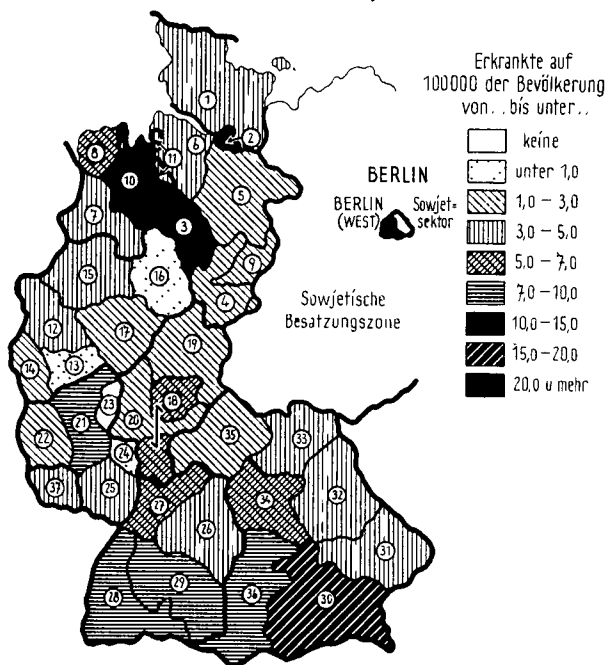 Erkrankte auf
100000 der Bevölkerung
von . . bis unter . .
keine
unter 1,0
1,0 – 3,0
3,0 – 5,0
5,0 – 7,0
7,0 – 10,0
10,0 – 15,0
15,0 – 20,0
20,0 u mehr
BERLIN
BERLIN
(WEST)
Sowjet=
sektor
Sowjetische
Besatzungszone
1
2
8
6
11
10
5
7
3
9
15
16
4
12
17
19
14
13
18
23
21
20
22
35
33
24
37
25
27
34
32
26
31
28
29
36
30